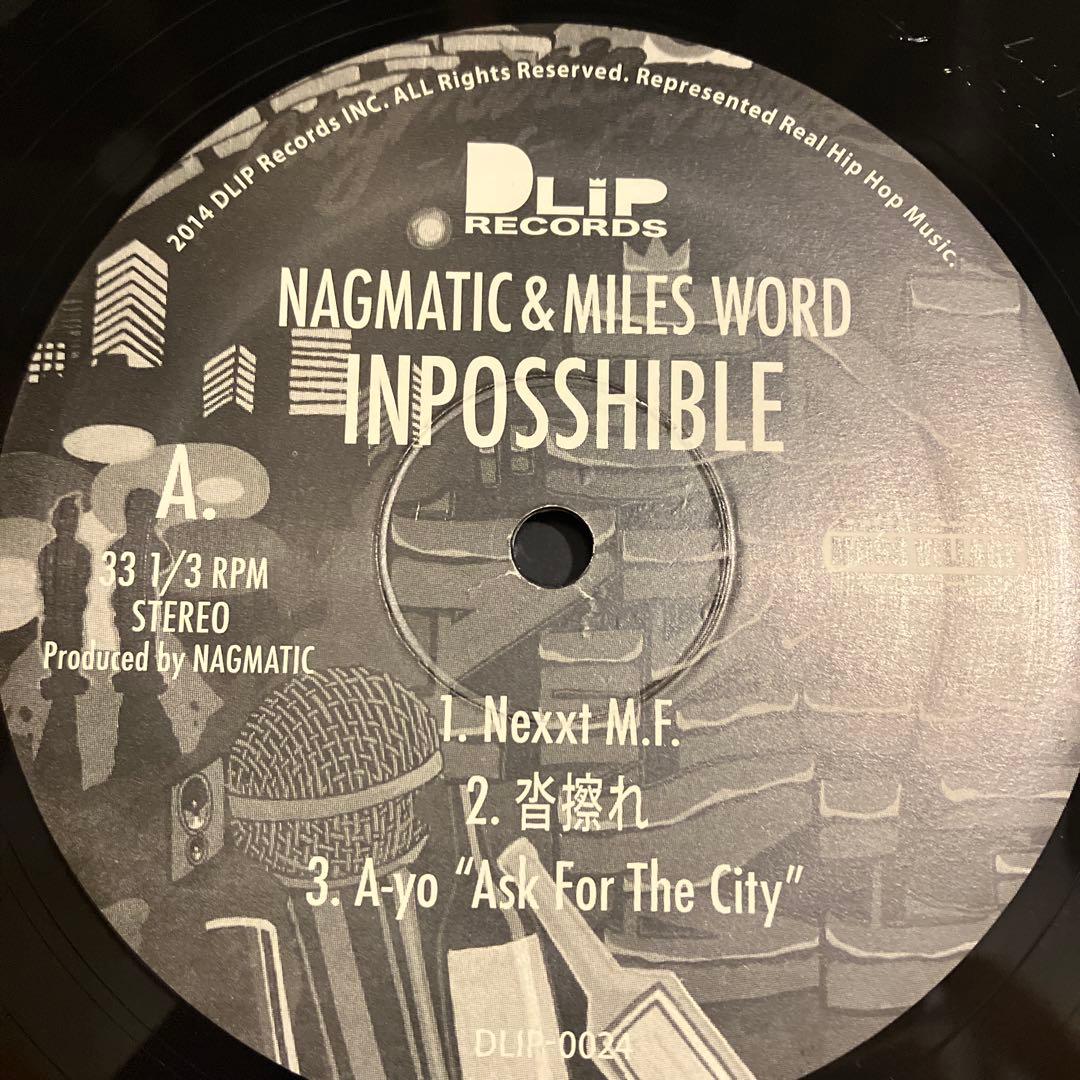 2014 DLIP Records INC. ALL Rights Reserved. Represented Real Hip Hop Music.
DLiP
RECORDS
NAGMATIC & MILES WORD
INPOSSHIBLE
A.
33 1/3 RPM
STEREO
Produced by NAGMATIC
1. Nexxt M.F.
2. 沓擦れ
3. A-yo “Ask For The City”
DLIP-0024